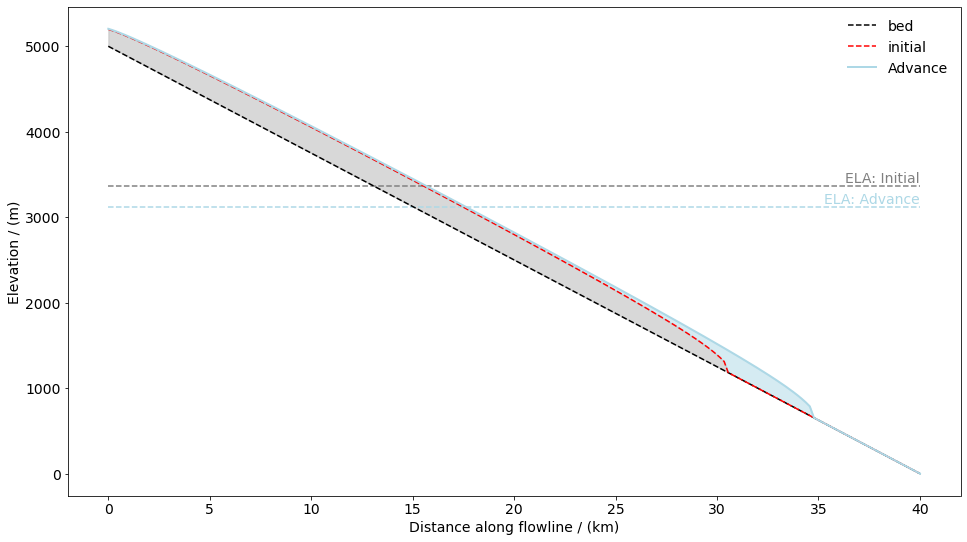 bed
initial
Advance
ELA: Initial
ELA: Advance
Elevation / (m)
5000
4000
3000
2000
1000
0
0 5 10 15 20 25 30 35 40
Distance along flowline / (km)